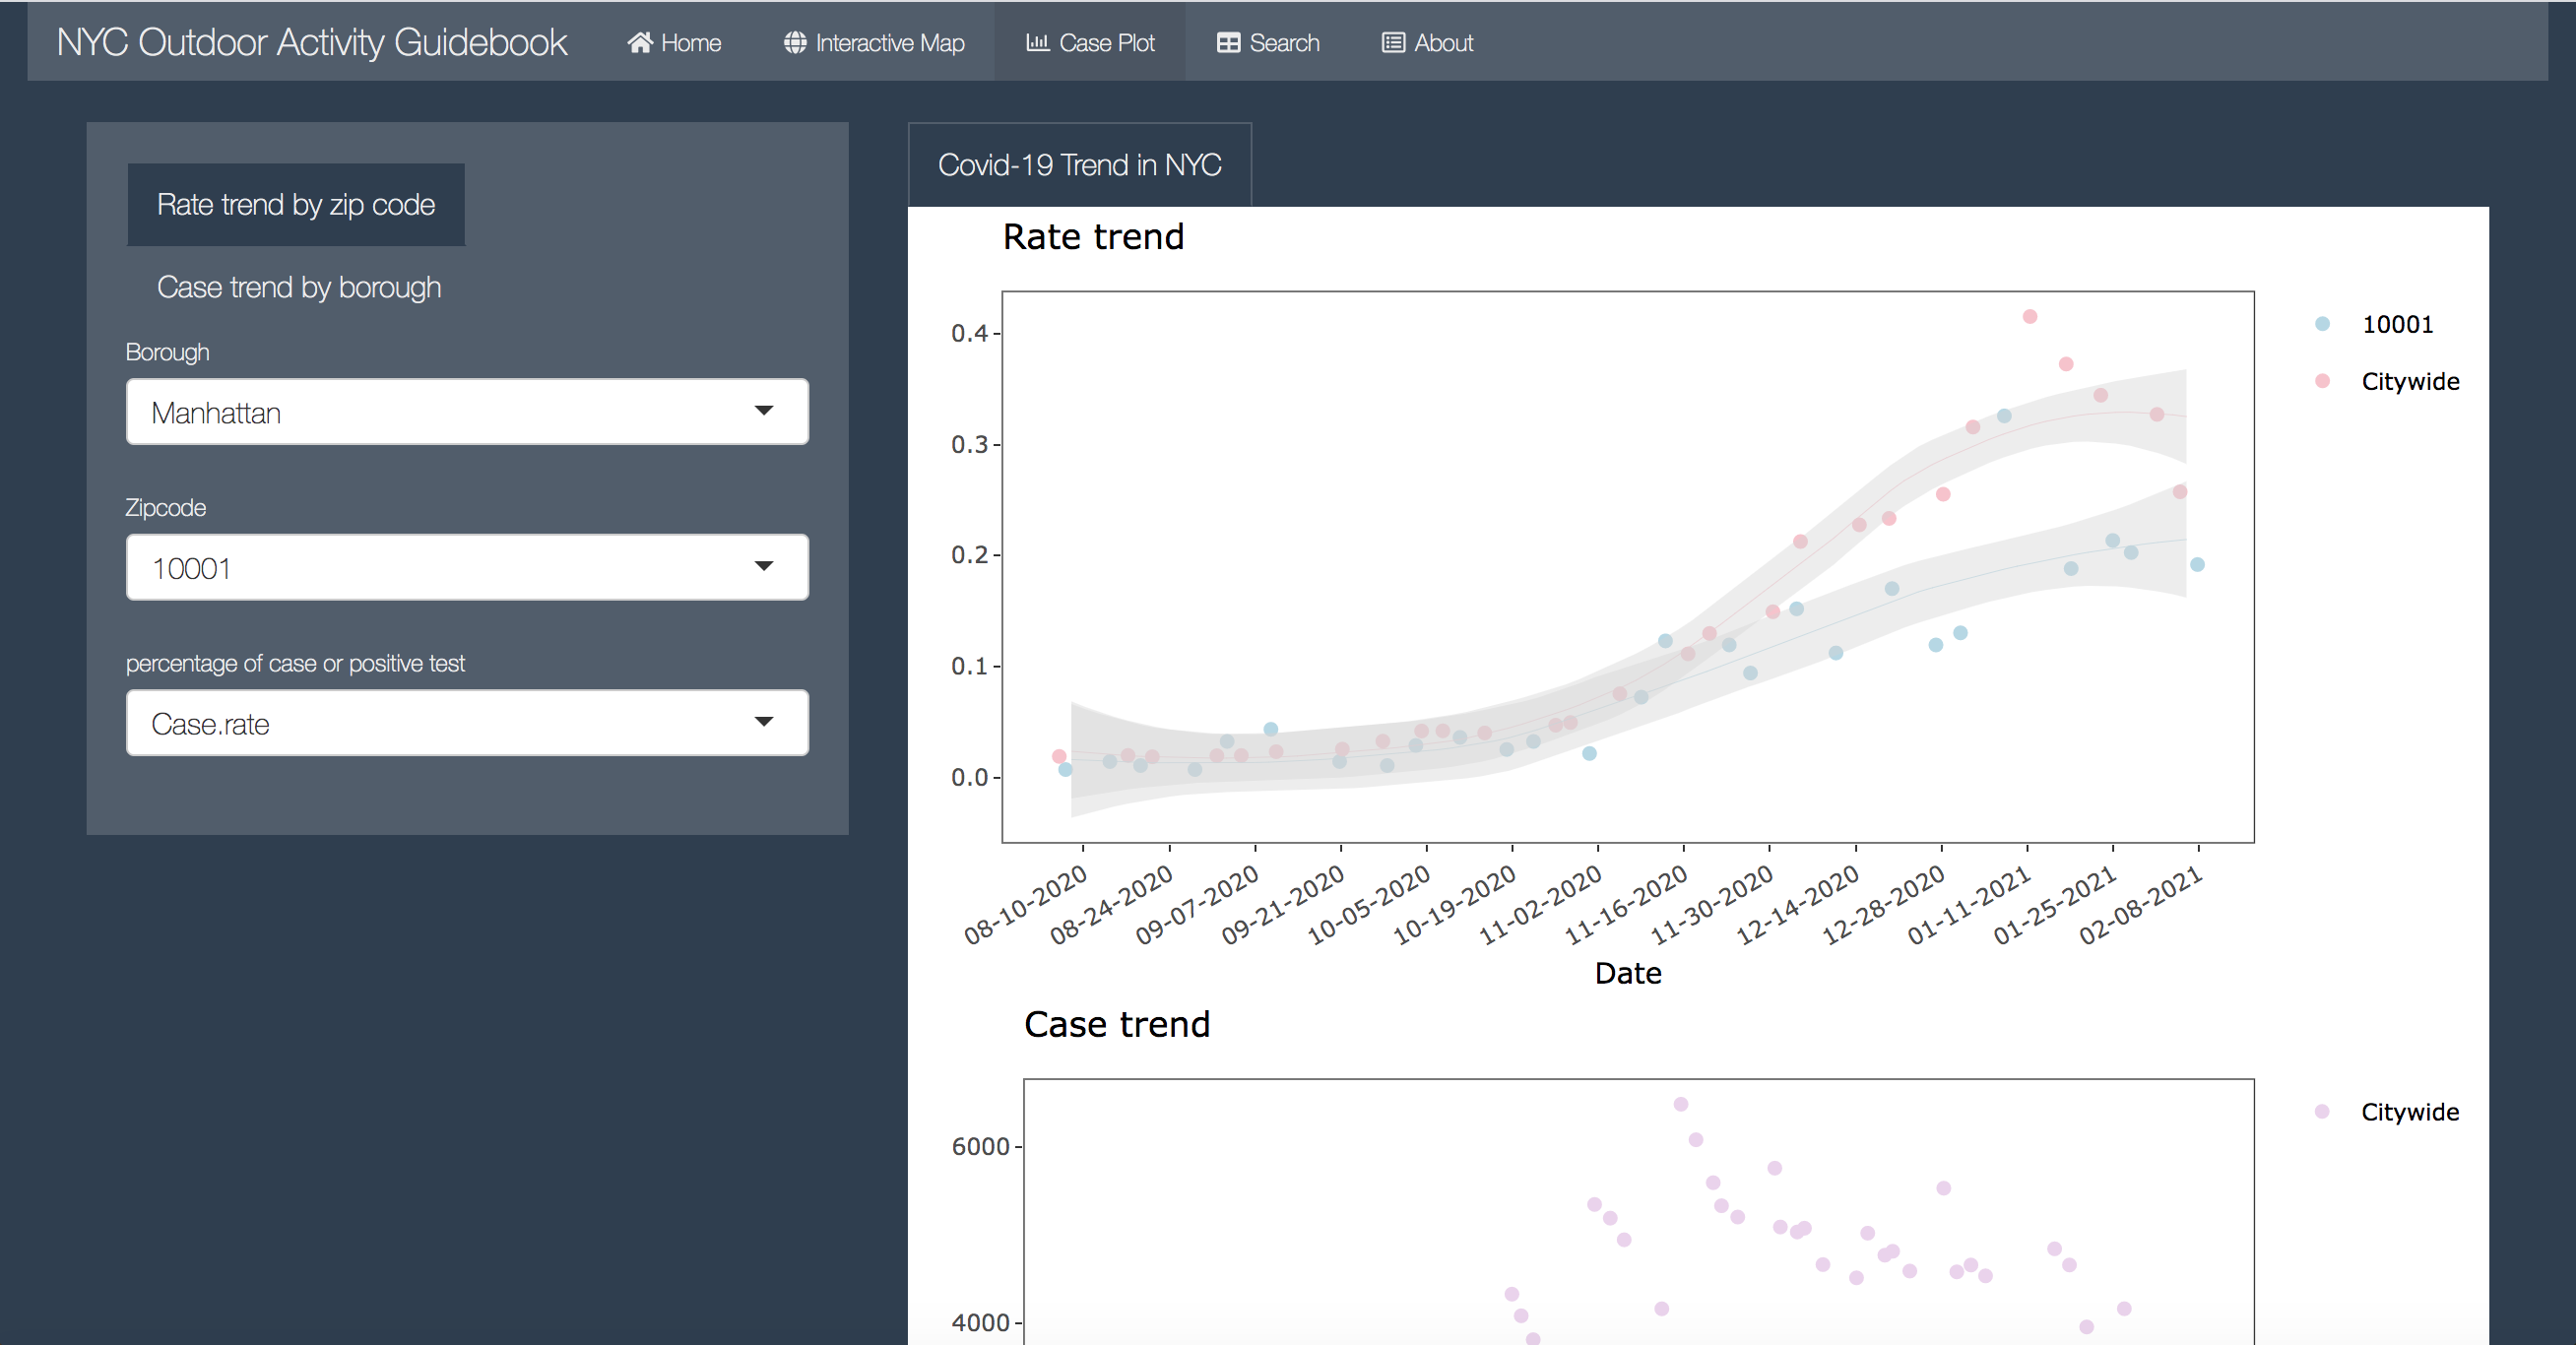 NYC Outdoor Activity Guidebook Home Interactive Map Case Plot Search About
Rate trend by zip code
Case trend by borough
Borough
Manhattan
Zipcode
10001
percentage of case or positive test
Case.rate
Covid-19 Trend in NYC
Rate trend
0.4
0.3
0.2
0.1
0.0
08-10-2020 08-24-2020 09-07-2020 09-21-2020 10-05-2020 10-19-2020 11-02-2020 11-16-2020 11-30-2020 12-14-2020 12-28-2020 01-11-2021 01-25-2021 02-08-2021
Date
10001
Citywide
Case trend
6000
4000
Citywide